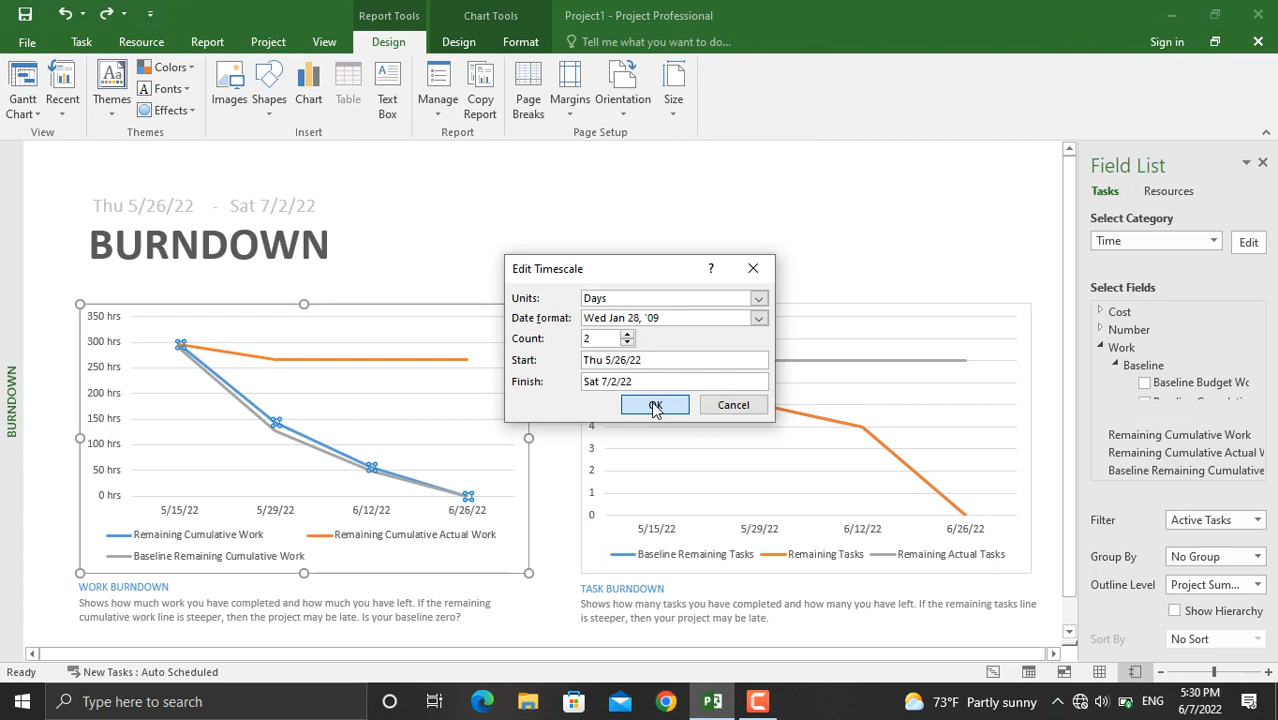 Report Tools
Chart Tools
Project1 - Project Professional
File
Task
Resource
Report
Project
View
Design
Design
Format
Tell me what you want to do...
Sign in
Gantt Chart
Recent
View
Themes
Colors
Fonts
Effects
Themes
Images
Shapes
Chart
Table
Text Box
Insert
Manage
Copy Report
Report
Page Breaks
Margins
Orientation
Size
Page Setup
BURNDOWN
Thu 5/26/22 - Sat 7/2/22
BURNDOWN
350 hrs
300 hrs
250 hrs
200 hrs
150 hrs
100 hrs
50 hrs
0 hrs
5/15/22 5/29/22 6/12/22 6/26/22
Remaining Cumulative Work
Remaining Cumulative Actual Work
Baseline Remaining Cumulative Work
WORK BURNDOWN
Shows how much work you have completed and how much you have left. If the remaining
cumulative work line is steeper, then the project may be late. Is your baseline zero?
Edit Timescale
?
Units: Days
Date format: Wed Jan 28, '09
Count: 2
Start: Thu 5/26/22
Finish: Sat 7/2/22
OK
Cancel
4
3
2
1
0
5/15/22 5/29/22 6/12/22 6/26/22
Baseline Remaining Tasks
Remaining Tasks
Remaining Actual Tasks
TASK BURNDOWN
Shows how many tasks you have completed and how many you have left. If the remaining tasks line
is steeper, then your project may be late.
Field List
Tasks
Resources
Select Category
Time
Edit
Select Fields
Cost
Number
Work
Baseline
Baseline Budget Wc
Remaining Cumulative Work
Remaining Cumulative Actual W
Baseline Remaining Cumulative
Filter
Active Tasks
Group By
No Group
Outline Level
Project Sum...
Show Hierarchy
Sort By
No Sort
Ready
New Tasks : Auto Scheduled
Type here to search
73°F Partly sunny
ENG
5:30 PM
6/7/2022